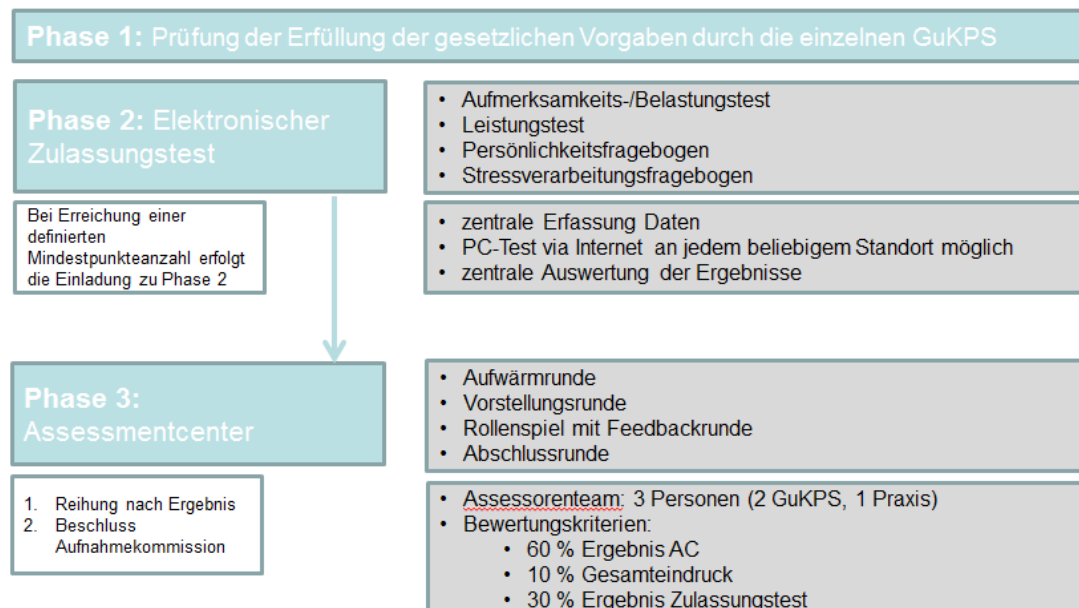 Phase 1: Prüfung der Erfüllung der gesetzlichen Vorgaben durch die einzelnen GuKPS
Phase 2: Elektronischer
Zulassungstest
• Aufmerksamkeits-/Belastungstest
• Leistungstest
• Persönlichkeitsfragebogen
• Stressverarbeitungsfragebogen
Bei Erreichung einer
definierten
Mindestpunkteanzahl erfolgt
die Einladung zu Phase 2
• zentrale Erfassung Daten
• PC-Test via Internet an jedem beliebigem Standort möglich
• zentrale Auswertung der Ergebnisse
Phase 3:
Assessmentcenter
• Aufwärmrunde
• Vorstellungsrunde
• Rollenspiel mit Feedbackrunde
• Abschlussrunde
1. Reihung nach Ergebnis
2. Beschluss
Aufnahmekommission
• Assessorenteam: 3 Personen (2 GuKPS, 1 Praxis)
• Bewertungskriterien:
• 60 % Ergebnis AC
• 10 % Gesamteindruck
• 30 % Ergebnis Zulassungstest